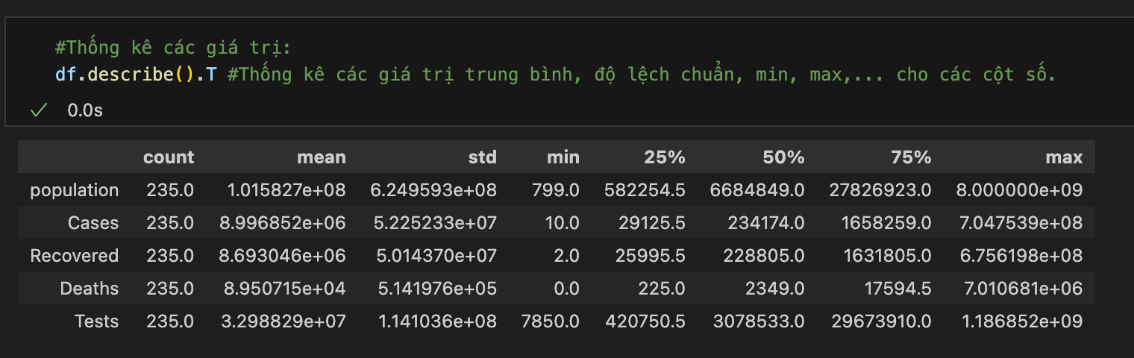 #Thống kê các giá trị:
df.describe().T #Thống kê các giá trị trung bình, độ lệch chuẩn, min, max,... cho các cột số.
0.0s
count mean std min 25% 50% 75% max
population 235.0 1.015827e+08 6.249593e+08 799.0 582254.5 6684849.0 27826923.0 8.000000e+09
Cases 235.0 8.996852e+06 5.225233e+07 10.0 29125.5 234174.0 1658259.0 7.047539e+08
Recovered 235.0 8.693046e+06 5.014370e+07 2.0 25995.5 228805.0 1631805.0 6.756198e+08
Deaths 235.0 8.950715e+04 5.141976e+05 0.0 225.0 2349.0 17594.5 7.010681e+06
Tests 235.0 3.298829e+07 1.141036e+08 7850.0 420750.5 3078533.0 29673910.0 1.186852e+09